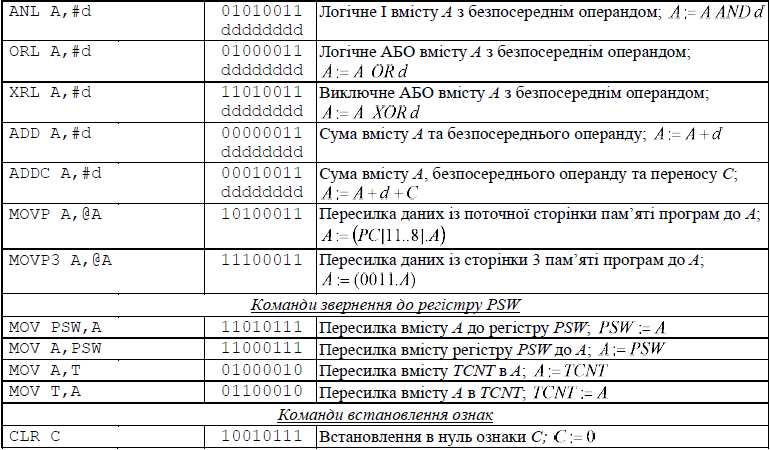 ANL A,#d 01010011 Логічне І вмісту A з безпосереднім операндом; A := A AND d
dddddddd
ORL A,#d 01000011 Логічне АБО вмісту A з безпосереднім операндом;
dddddddd A := A OR d
XRL A,#d 11010011 Виключне АБО вмісту A з безпосереднім операндом;
dddddddd A := A XOR d
ADD A,#d 00000011 Сума вмісту A та безпосереднього операнду; A := A + d
dddddddd
ADDC A,#d 00010011 Сума вмісту A, безпосереднього операнду та переносу C;
dddddddd A := A + d + C
MOVP A,@A 10100011 Пересилка даних із поточної сторінки пам’яті програм до A;
A := (PC[11..8].A)
MOVP3 A,@A 11100011 Пересилка даних із сторінки 3 пам’яті програм до A;
A := (0011.A)
Команди звернення до регістру PSW
MOV PSW,A 11010111 Пересилка вмісту A до регістру PSW; PSW := A
MOV A,PSW 11000111 Пересилка вмісту регістру PSW до A; A := PSW
MOV A,T 01000010 Пересилка вмісту TCNT в A; A := TCNT
MOV T,A 01100010 Пересилка вмісту A в TCNT; TCNT := A
Команди встановлення ознак
CLR C 10010111 Встановлення в нуль ознаки C; C := 0